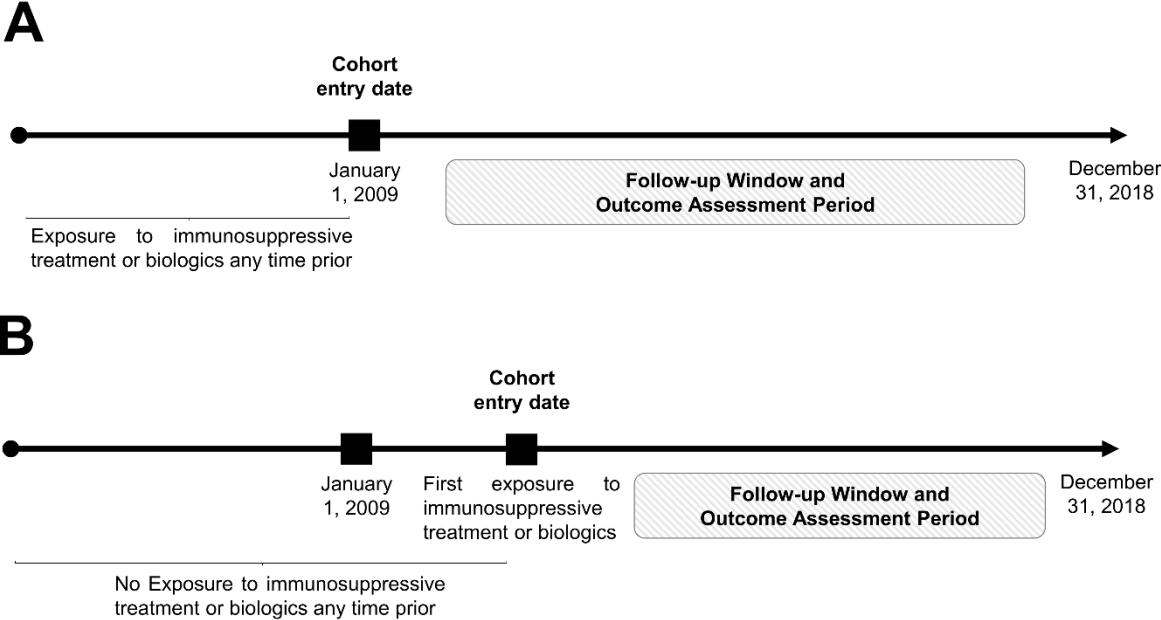 A
Cohort
entry date
January
1, 2009
December
31, 2018
Follow-up Window and
Outcome Assessment Period
Exposure to immunosuppressive
treatment or biologics any time prior
B
Cohort
entry date
January
1, 2009
First exposure to
immunosuppressive
treatment or biologics
Follow-up Window and
Outcome Assessment Period
December
31, 2018
No Exposure to immunosuppressive
treatment or biologics any time prior